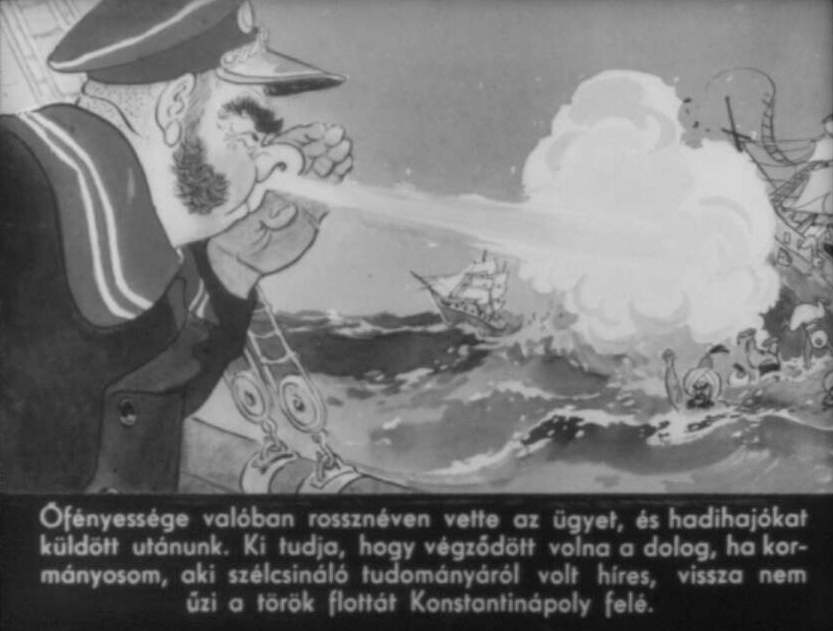 Őfényessége valóban rossznéven vette az ügyet, és hadihajókat
küldött utánunk. Ki tudja, hogy végződött volna a dolog, ha kor-
mányosom, aki szélcsináló tudományáról volt híres, vissza nem
űzi a török flottát Konstantinápoly felé.